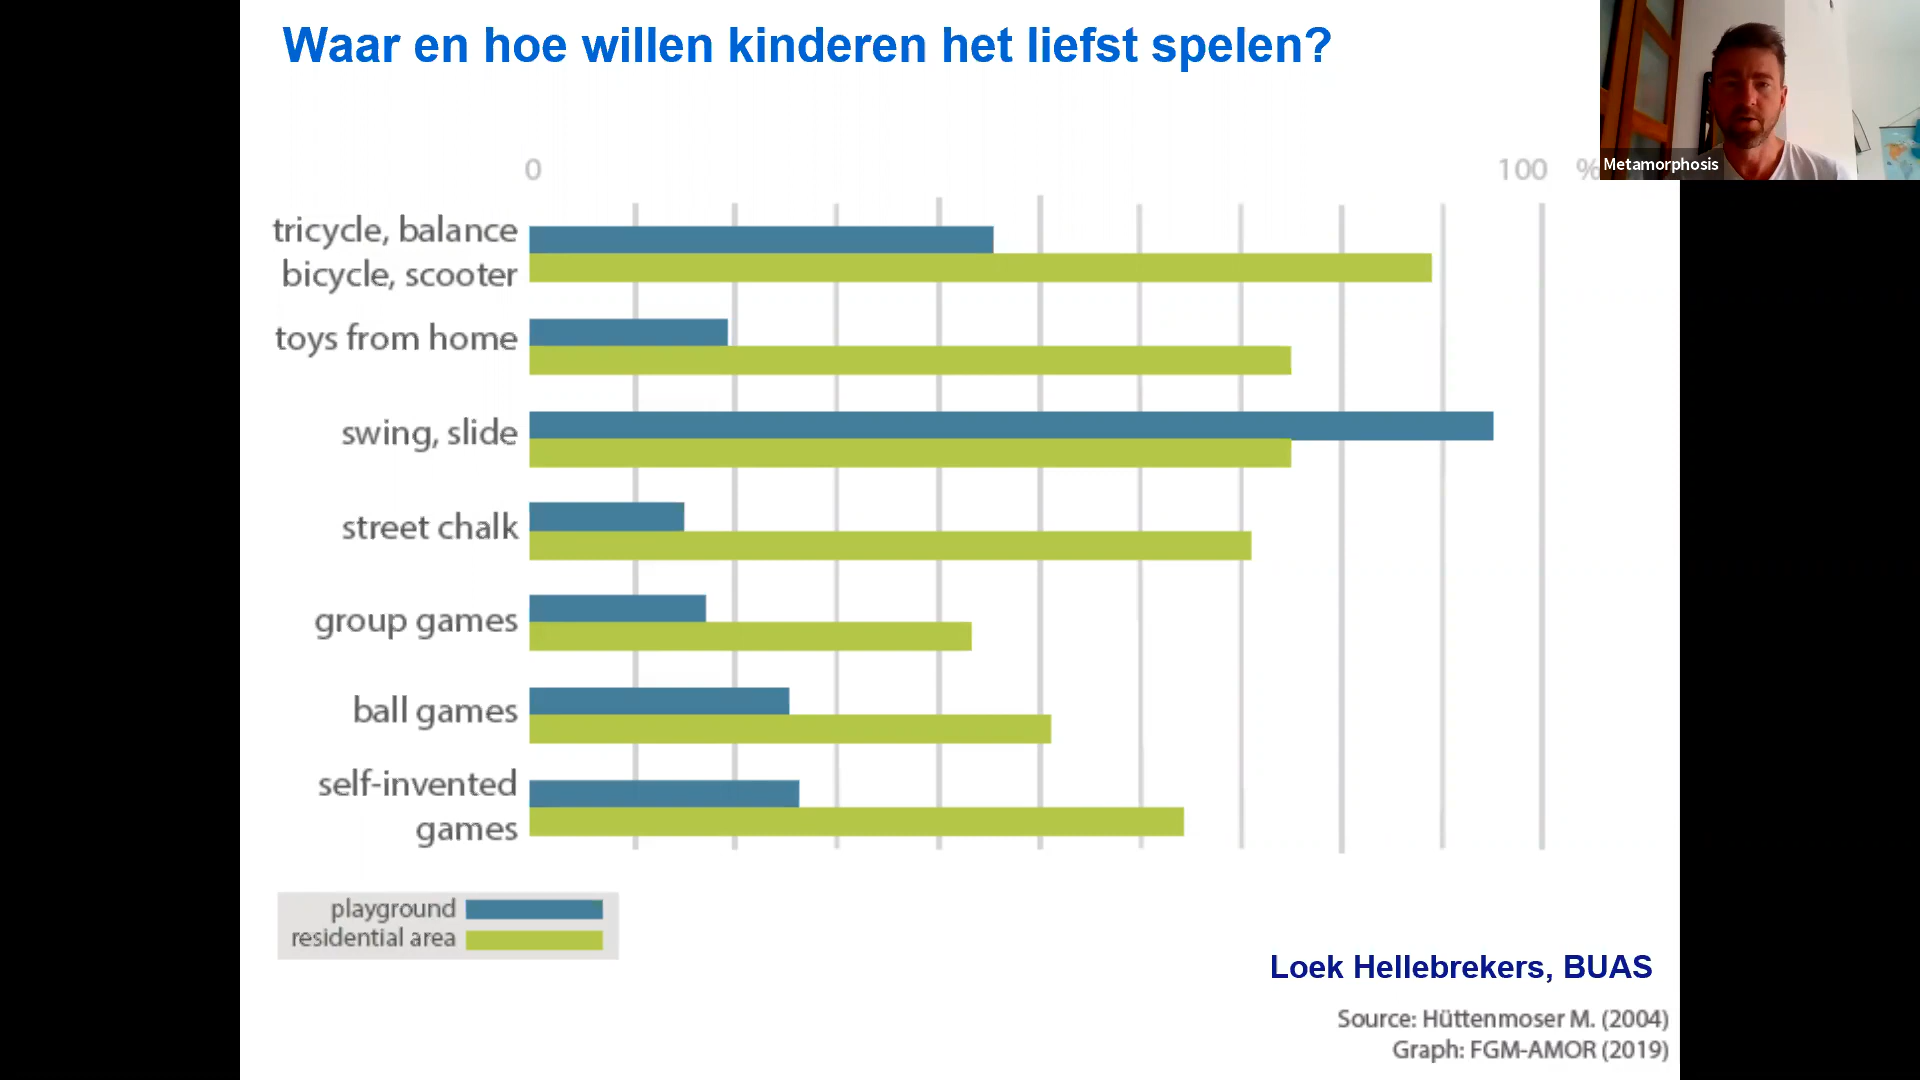 Waar en hoe willen kinderen het liefst spelen?
Metamorphosis
0
100 %
tricycle, balance
bicycle, scooter
toys from home
swing, slide
street chalk
group games
ball games
self-invented
games
playground
residential area
Loek Hellebrekers, BUAS
Source: Hüttenmoser M. (2004)
Graph: FGM-AMOR (2019)